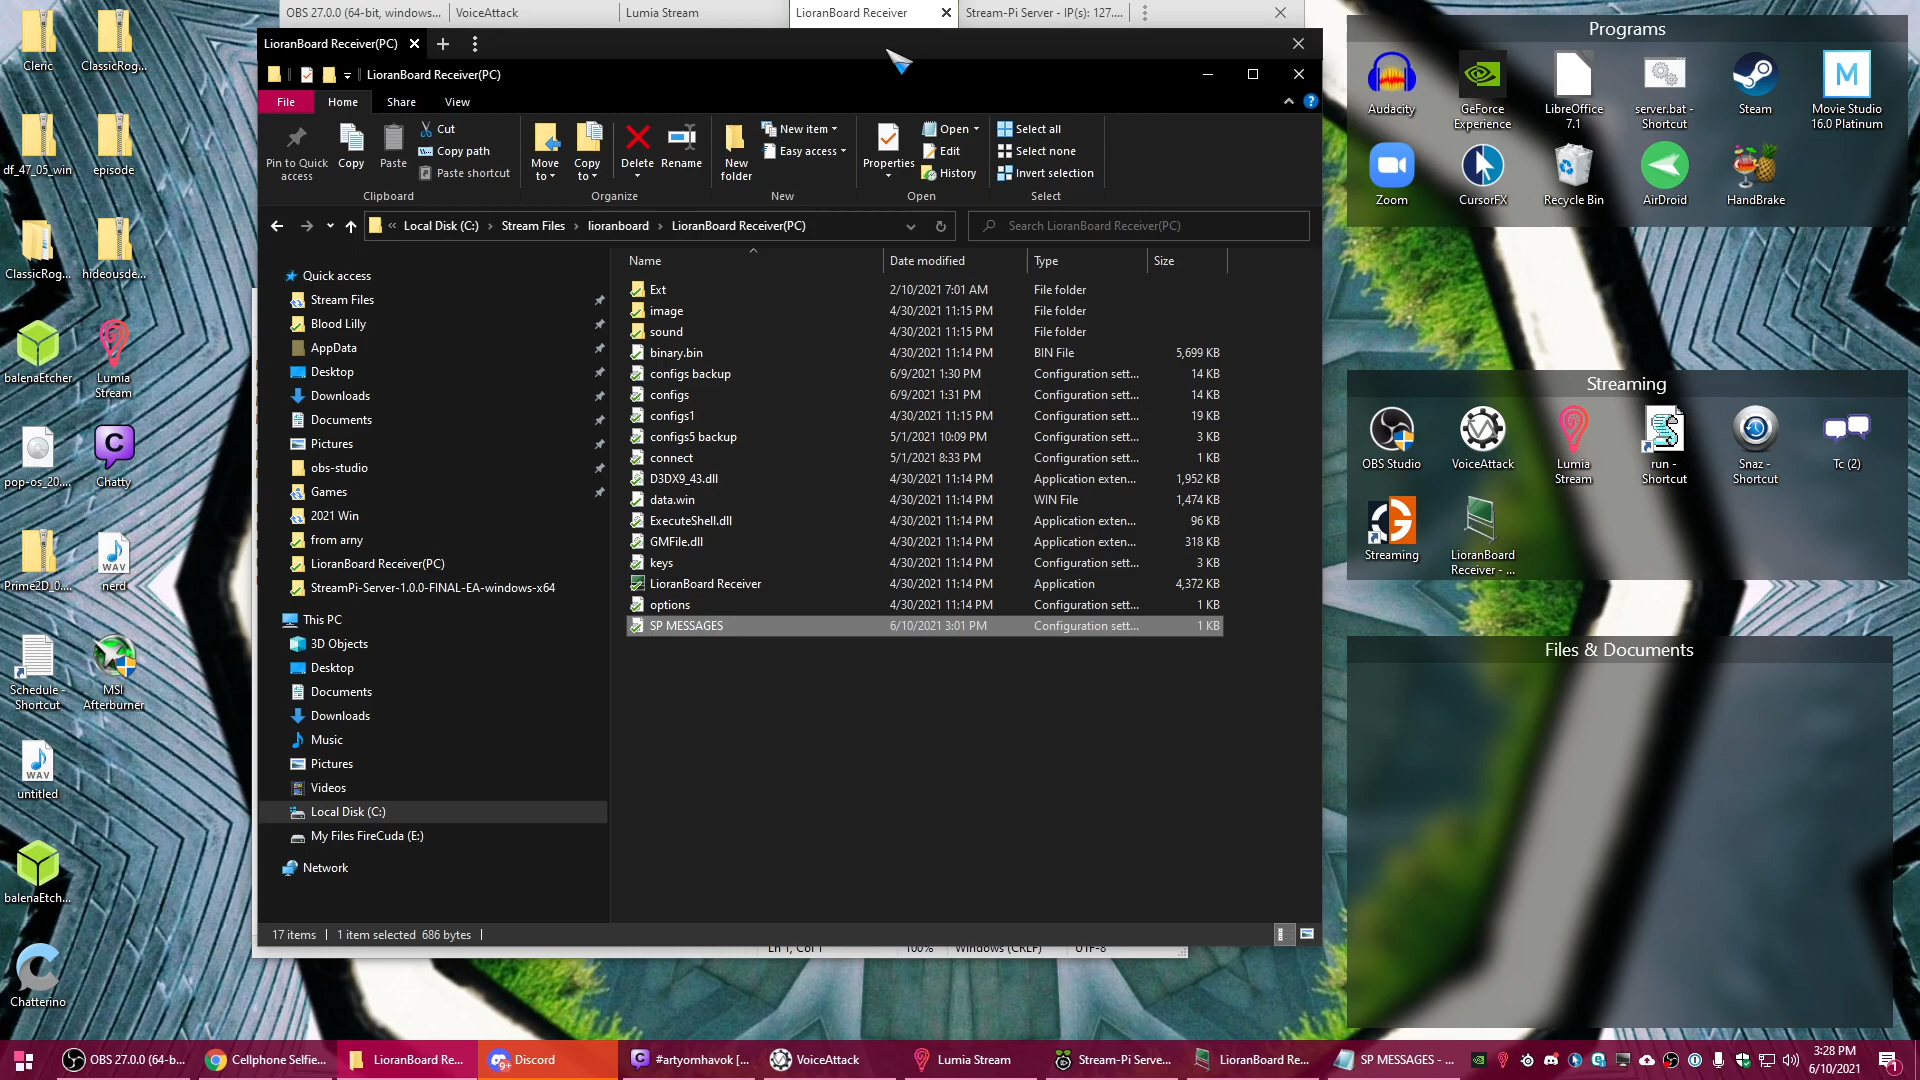 OBS 27.0.0 (64-bit, windows...
VoiceAttack
Lumia Stream
LioranBoard Receiver
Stream-Pi Server - IP(s): 127....
LioranBoard Receiver(PC)
LioranBoard Receiver(PC)
File
Home
Share
View
Pin to Quick access
Copy
Paste
Cut
Copy path
Paste shortcut
Clipboard
Move to
Copy to
Delete
Rename
Organize
New folder
New item
Easy access
New
Properties
Open
Edit
History
Open
Select all
Select none
Invert selection
Select
« Local Disk (C:) > Stream Files > lioranboard > LioranBoard Receiver(PC)
Search LioranBoard Receiver(PC)
Quick access
Stream Files
Blood Lilly
AppData
Desktop
Downloads
Documents
Pictures
obs-studio
Games
2021 Win
from arny
LioranBoard Receiver(PC)
StreamPi-Server-1.0.0-FINAL-EA-windows-x64
This PC
3D Objects
Desktop
Documents
Downloads
Music
Pictures
Videos
Local Disk (C:)
My Files FireCuda (E:)
Network
Name Date modified Type Size
Ext 2/10/2021 7:01 AM File folder
image 4/30/2021 11:15 PM File folder
sound 4/30/2021 11:15 PM File folder
binary.bin 4/30/2021 11:14 PM BIN File 5,699 KB
configs backup 6/9/2021 1:30 PM Configuration sett... 14 KB
configs 6/9/2021 1:31 PM Configuration sett... 14 KB
configs1 4/30/2021 11:15 PM Configuration sett... 19 KB
configs5 backup 5/1/2021 10:09 PM Configuration sett... 3 KB
connect 5/1/2021 8:33 PM Configuration sett... 1 KB
D3DX9_43.dll 4/30/2021 11:14 PM Application exten... 1,952 KB
data.win 4/30/2021 11:14 PM WIN File 1,474 KB
ExecuteShell.dll 4/30/2021 11:14 PM Application exten... 96 KB
GMFile.dll 4/30/2021 11:14 PM Application exten... 318 KB
keys 4/30/2021 11:14 PM Configuration sett... 3 KB
LioranBoard Receiver 4/30/2021 11:14 PM Application 4,372 KB
options 4/30/2021 11:14 PM Configuration sett... 1 KB
SP MESSAGES 6/10/2021 3:01 PM Configuration sett... 1 KB
17 items
1 item selected 686 bytes
Ln 1, Col 1
100%
Windows (CRLF)
UTF-8
Cleric
ClassicRog...
df_47_05_win
episode
ClassicRog...
hideousde...
balenaEtcher
Lumia Stream
pop-os_20....
Chatty
Prime2D_0....
WAV
nerd
Schedule - Shortcut
MSI Afterburner
WAV
untitled
balenaEtch...
Chatterino
Programs
Audacity
GeForce Experience
LibreOffice 7.1
server.bat - Shortcut
Steam
Movie Studio 16.0 Platinum
Zoom
CursorFX
Recycle Bin
AirDroid
HandBrake
Streaming
OBS Studio
VoiceAttack
Lumia Stream
run - Shortcut
Snaz - Shortcut
Tc (2)
Streaming
LioranBoard Receiver - ...
Files & Documents
OBS 27.0.0 (64-b...
Cellphone Selfie...
LioranBoard Re...
9+
Discord
#artyomhavok [...
VoiceAttack
Lumia Stream
Stream-Pi Serve...
LioranBoard Re...
SP MESSAGES - ...
3:28 PM
6/10/2021
1